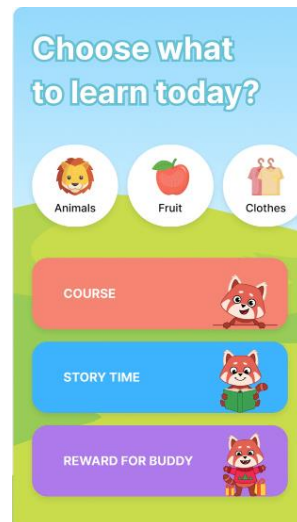 Choose what
to learn today?
Animals
Fruit
Clothes
COURSE
STORY TIME
REWARD FOR BUDDY